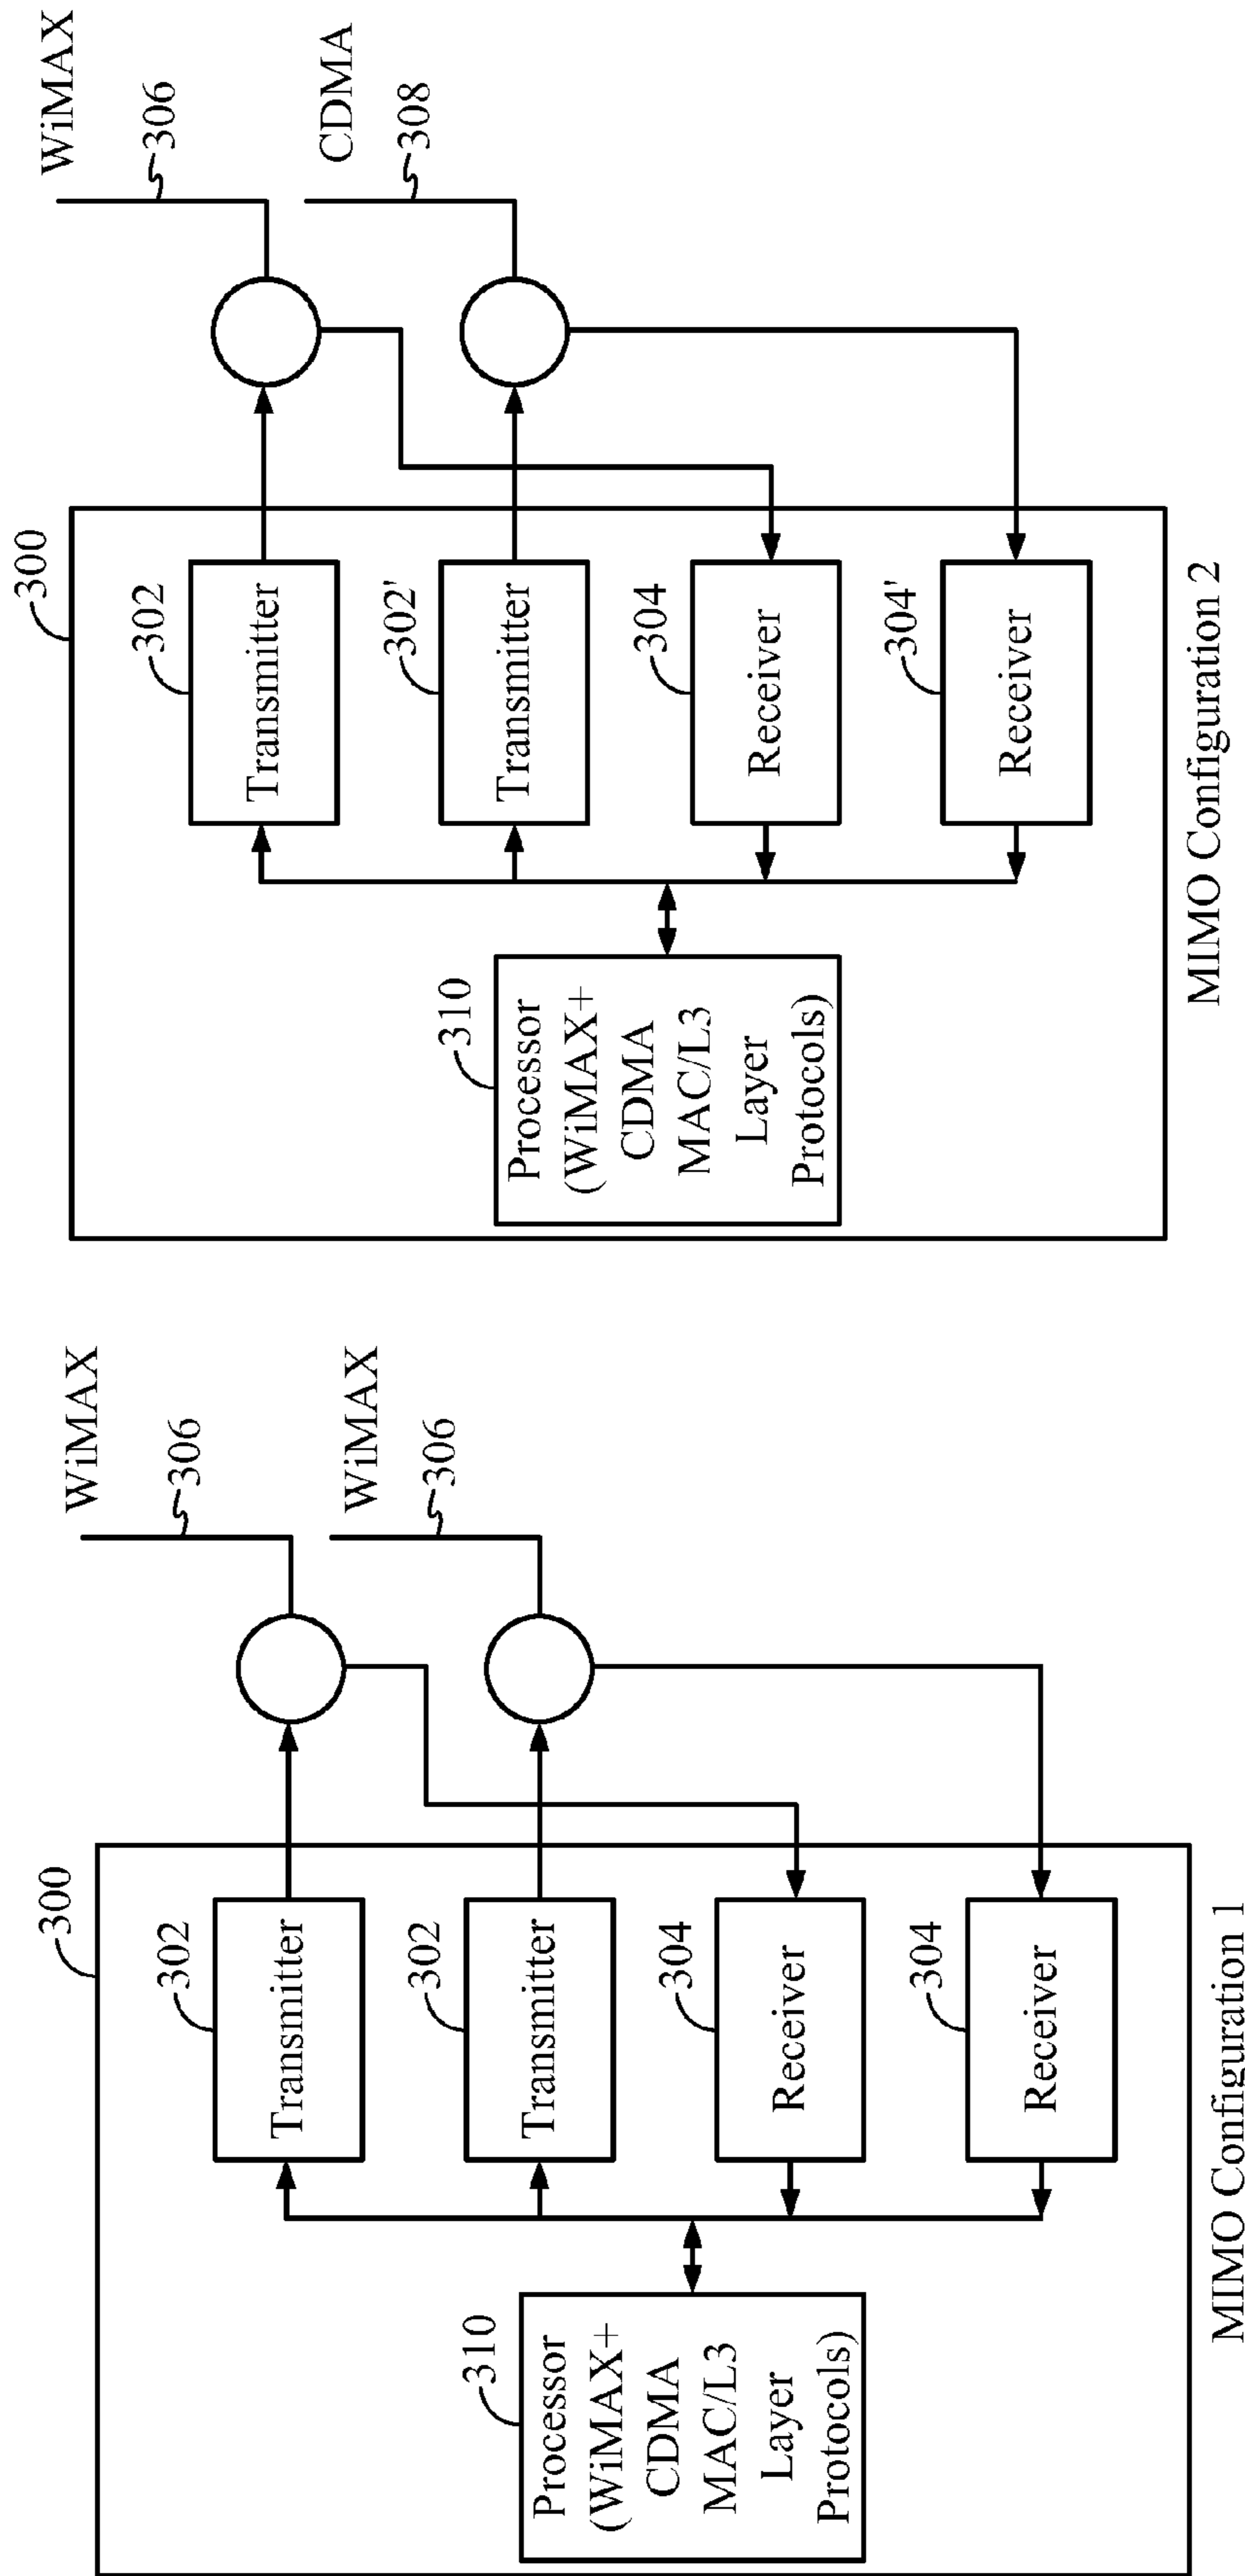 300
302
Transmitter
302
Transmitter
304
Receiver
304
Receiver
310
Processor
(WiMAX+
CDMA
MAC/L3
Layer
Protocols)
WiMAX
306
WiMAX
306
MIMO Configuration 1
300
302
Transmitter
302'
Transmitter
304
Receiver
304'
Receiver
310
Processor
(WiMAX+
CDMA
MAC/L3
Layer
Protocols)
WiMAX
306
CDMA
308
MIMO Configuration 2